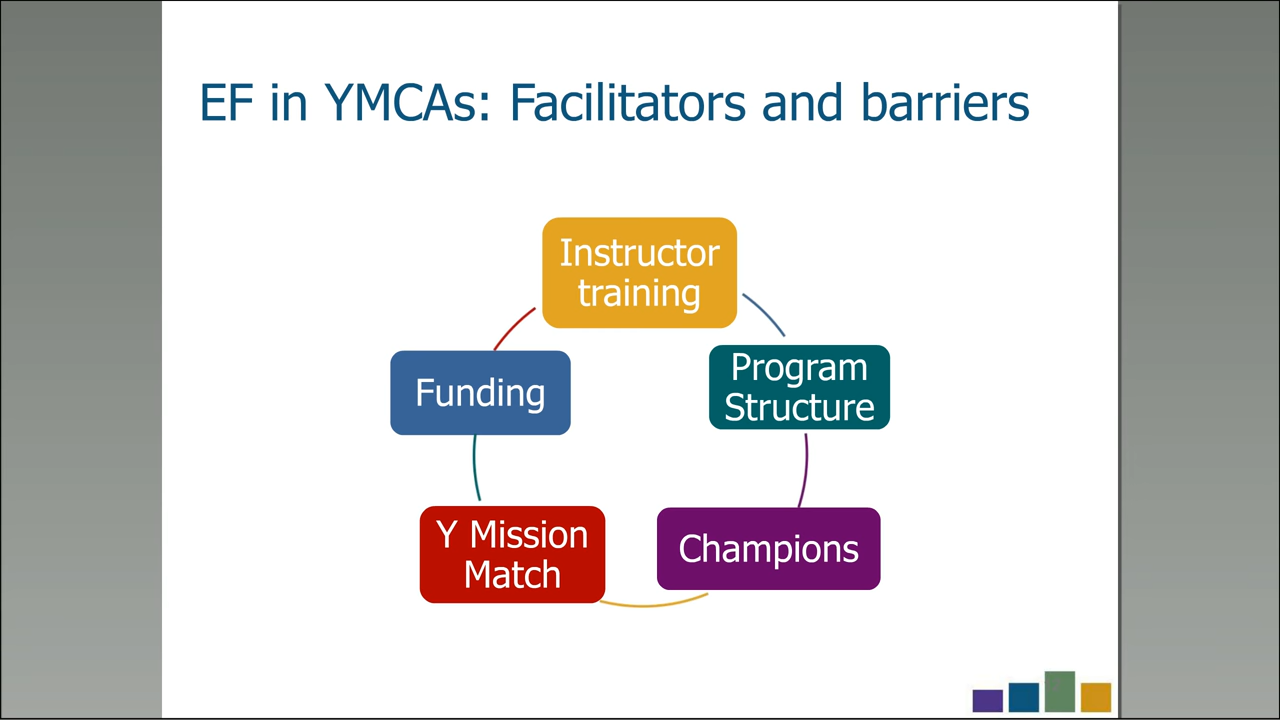 EF in YMCAs: Facilitators and barriers
Instructor
training
Program
Structure
Champions
Y Mission
Match
Funding